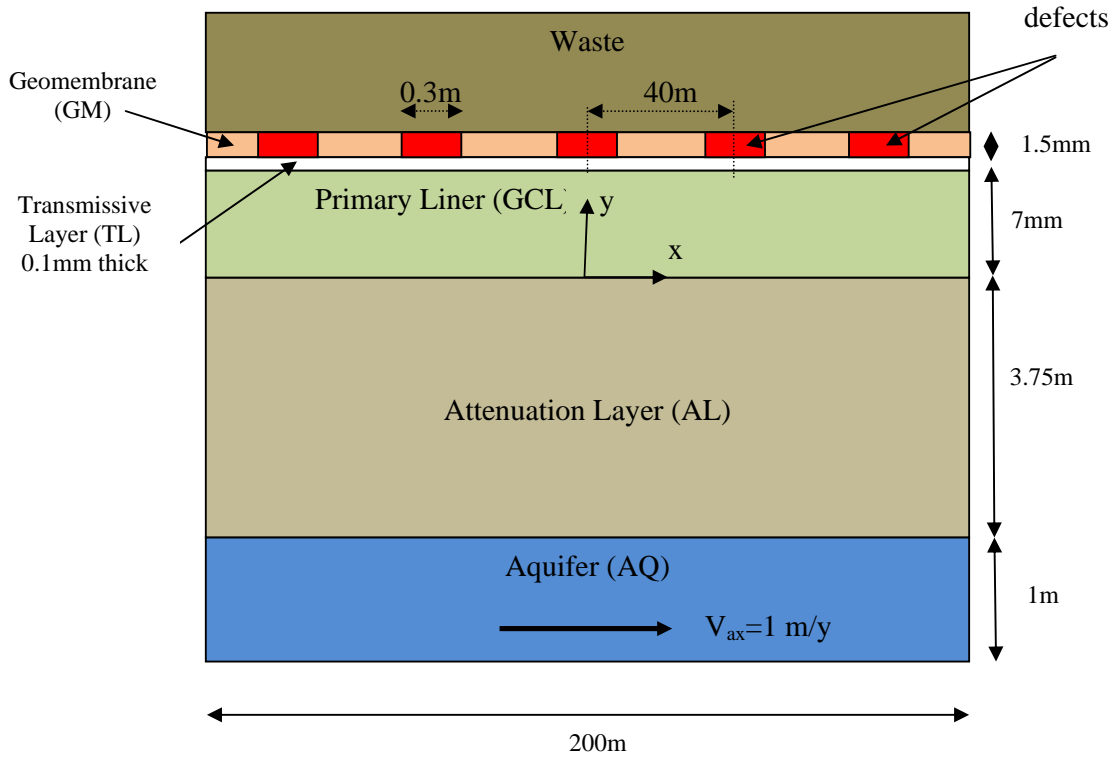 defects
Waste
Geomembrane
(GM)
0.3m
40m
1.5mm
Transmissive
Layer (TL)
0.1mm thick
Primary Liner (GCL)
y
7mm
x
3.75m
Attenuation Layer (AL)
Aquifer (AQ)
1m
Vax=1 m/y
200m